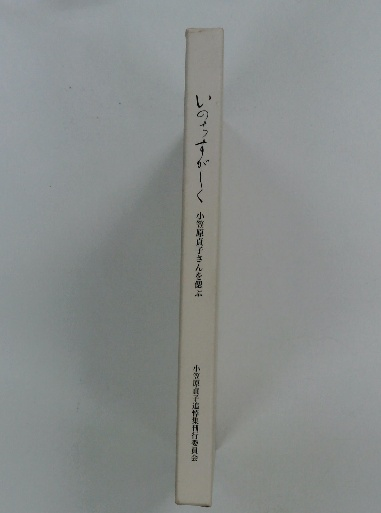 いのちすがしく
小笠原貞子さんを偲ぶ
小笠原貞子追悼集刊行委員会